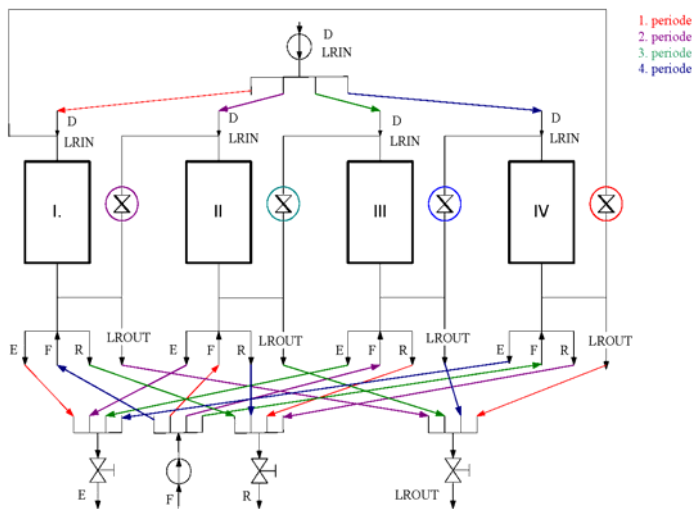 1. periode
2. periode
3. periode
4. periode
D
LRIN
D
LRIN
D
LRIN
D
LRIN
D
LRIN
I.
II
III
IV
LROUT
LROUT
LROUT
LROUT
E
F
R
E
F
R
E
F
R
E
F
R
E
F
R
LROUT